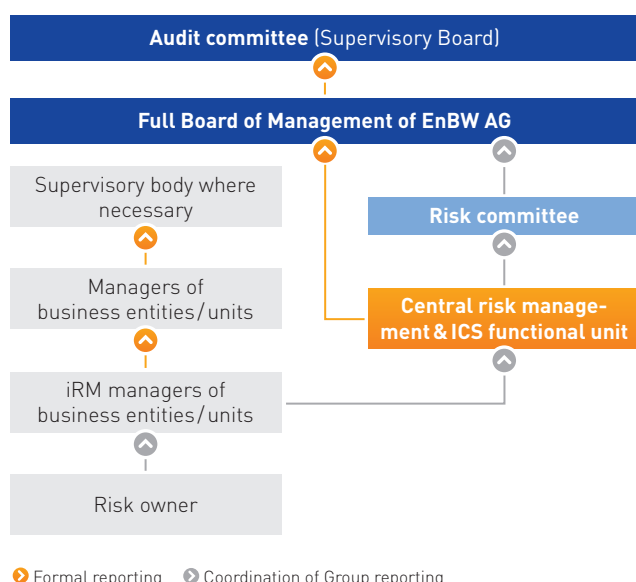 Audit committee (Supervisory Board)
Full Board of Management of EnBW AG
Supervisory body where
necessary
Risk committee
Managers of
business entities/units
Central risk manage-
ment & ICS functional unit
iRM managers of
business entities/units
Risk owner
Formal reporting Coordination of Group reporting